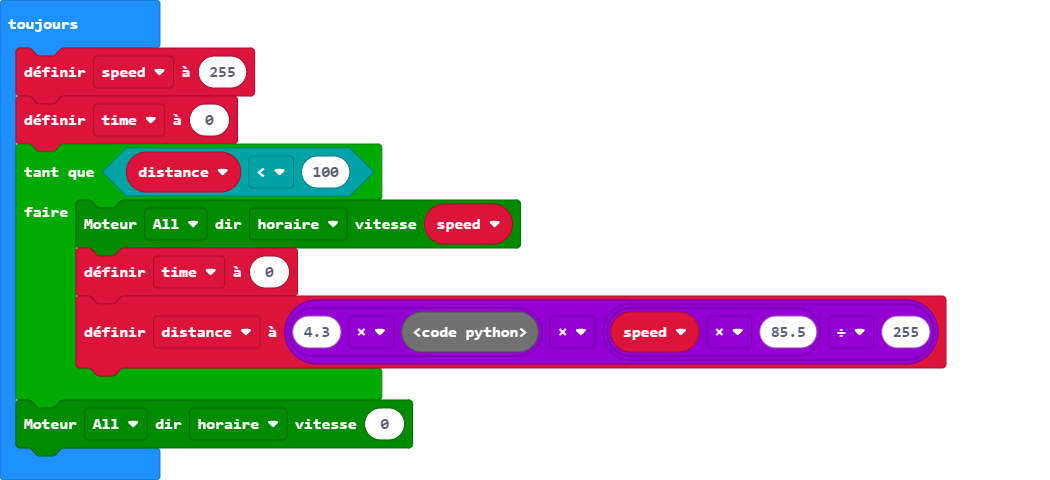 toujours
définir speed à 255
définir time à 0
tant que distance < 100
faire
Moteur All dir horaire vitesse speed
définir time à 0
définir distance à 4.3 × <code python> × speed × 85.5 ÷ 255
Moteur All dir horaire vitesse 0